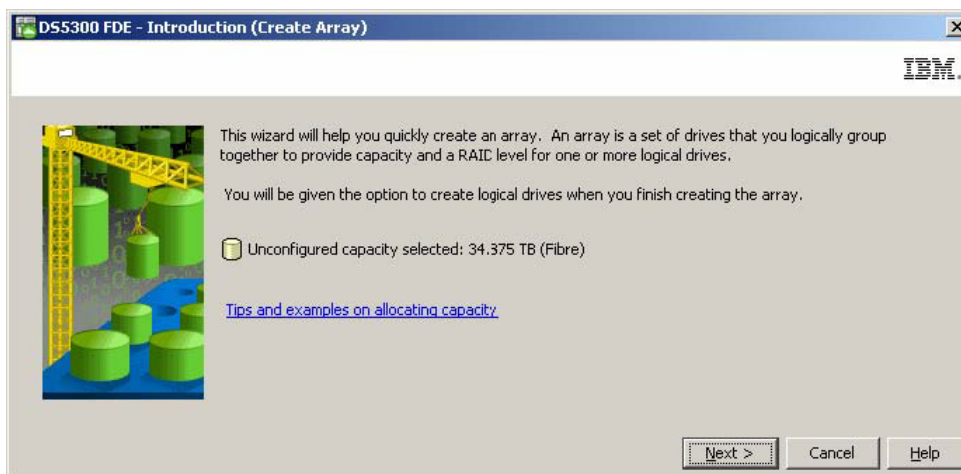 DS5300 FDE - Introduction (Create Array)
IBM.
This wizard will help you quickly create an array. An array is a set of drives that you logically group
together to provide capacity and a RAID level for one or more logical drives.
You will be given the option to create logical drives when you finish creating the array.
Unconfigured capacity selected: 34.375 TB (Fibre)
Tips and examples on allocating capacity
Next >
Cancel
Help